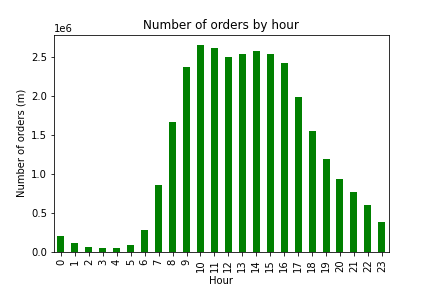 Number of orders by hour
1e6
2.5
2.0
1.5
1.0
0.5
0.0
Number of orders (m)
0 1 2 3 4 5 6 7 8 9 10 11 12 13 14 15 16 17 18 19 20 21 22 23
Hour